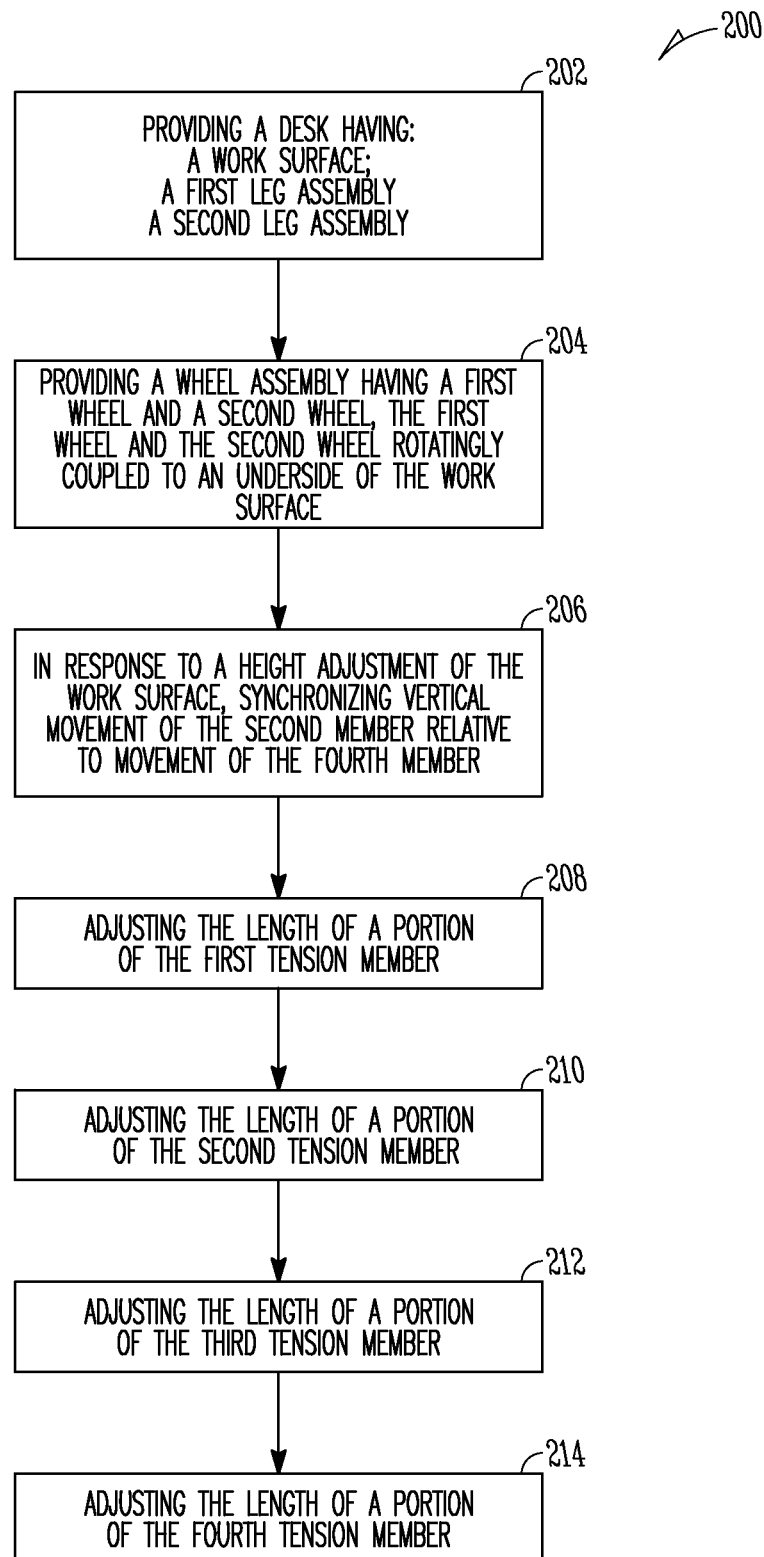 200
202
PROVIDING A DESK HAVING:
A WORK SURFACE;
A FIRST LEG ASSEMBLY
A SECOND LEG ASSEMBLY
204
PROVIDING A WHEEL ASSEMBLY HAVING A FIRST
WHEEL AND A SECOND WHEEL, THE FIRST
WHEEL AND THE SECOND WHEEL ROTATINGLY
COUPLED TO AN UNDERSIDE OF THE WORK
SURFACE
206
IN RESPONSE TO A HEIGHT ADJUSTMENT OF THE
WORK SURFACE, SYNCHRONIZING VERTICAL
MOVEMENT OF THE SECOND MEMBER RELATIVE
TO MOVEMENT OF THE FOURTH MEMBER
208
ADJUSTING THE LENGTH OF A PORTION
OF THE FIRST TENSION MEMBER
210
ADJUSTING THE LENGTH OF A PORTION
OF THE SECOND TENSION MEMBER
212
ADJUSTING THE LENGTH OF A PORTION
OF THE THIRD TENSION MEMBER
214
ADJUSTING THE LENGTH OF A PORTION
OF THE FOURTH TENSION MEMBER